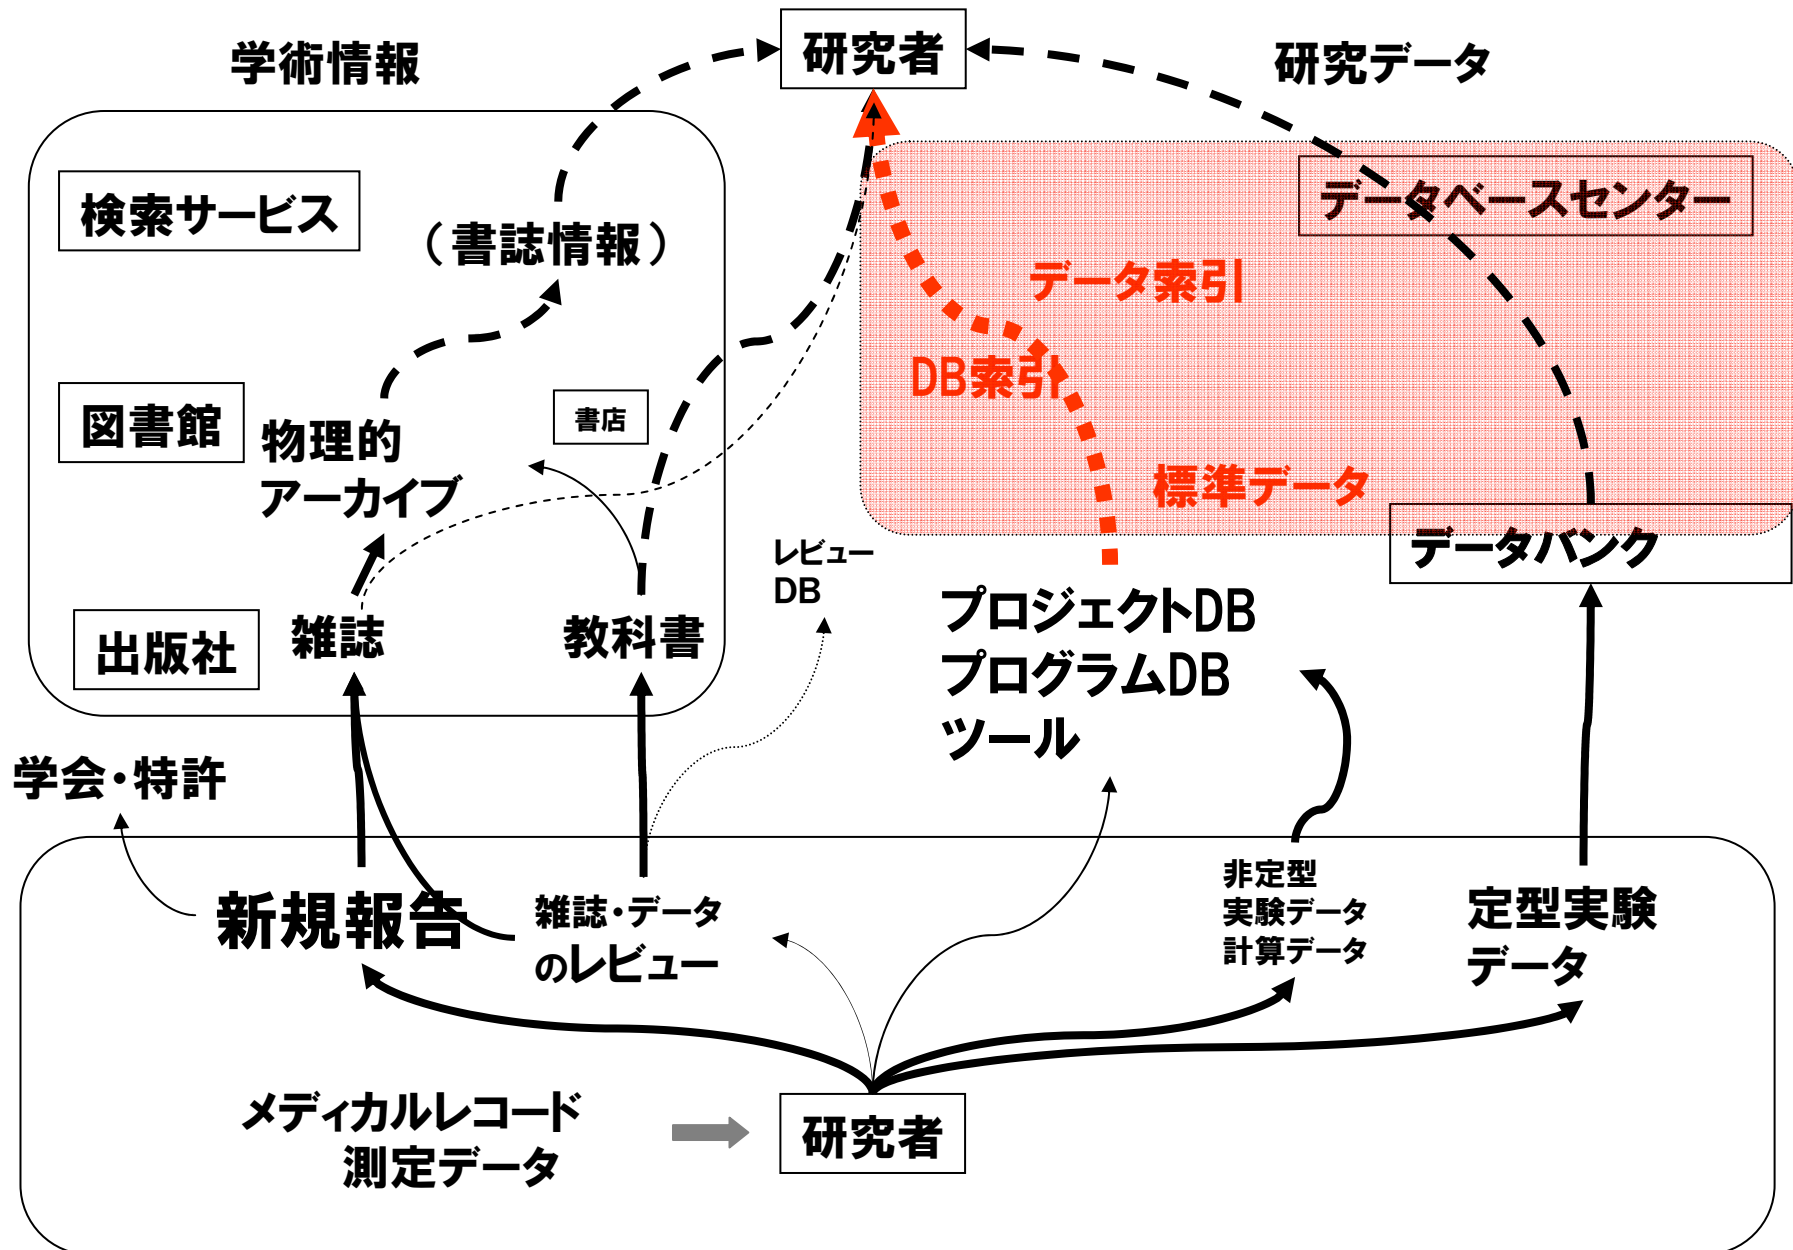 研究者
学術情報
研究データ
検索サービス
(書誌情報)
データベースセンター
データ索引
DB索引
図書館
物理的
アーカイブ
書店
標準データ
データバンク
レビュー
DB
出版社
雑誌
教科書
プロジェクトDB
プログラムDB
ツール
学会・特許
新規報告
雑誌・データ
のレビュー
非定型
実験データ
計算データ
定型実験
データ
メディカルレコード
測定データ
研究者